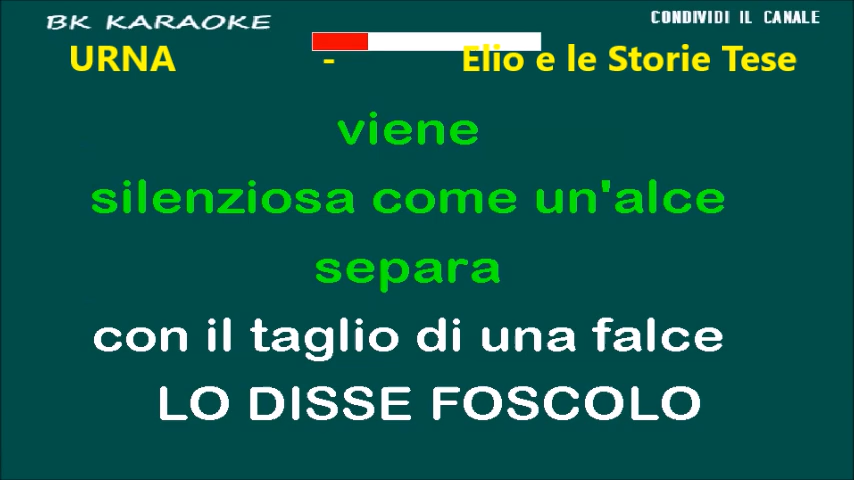 BK KARAOKE
CONDIVIDI IL CANALE
URNA - Elio e le Storie Tese
viene
silenziosa come un'alce
separa
con il taglio di una falce
LO DISSE FOSCOLO